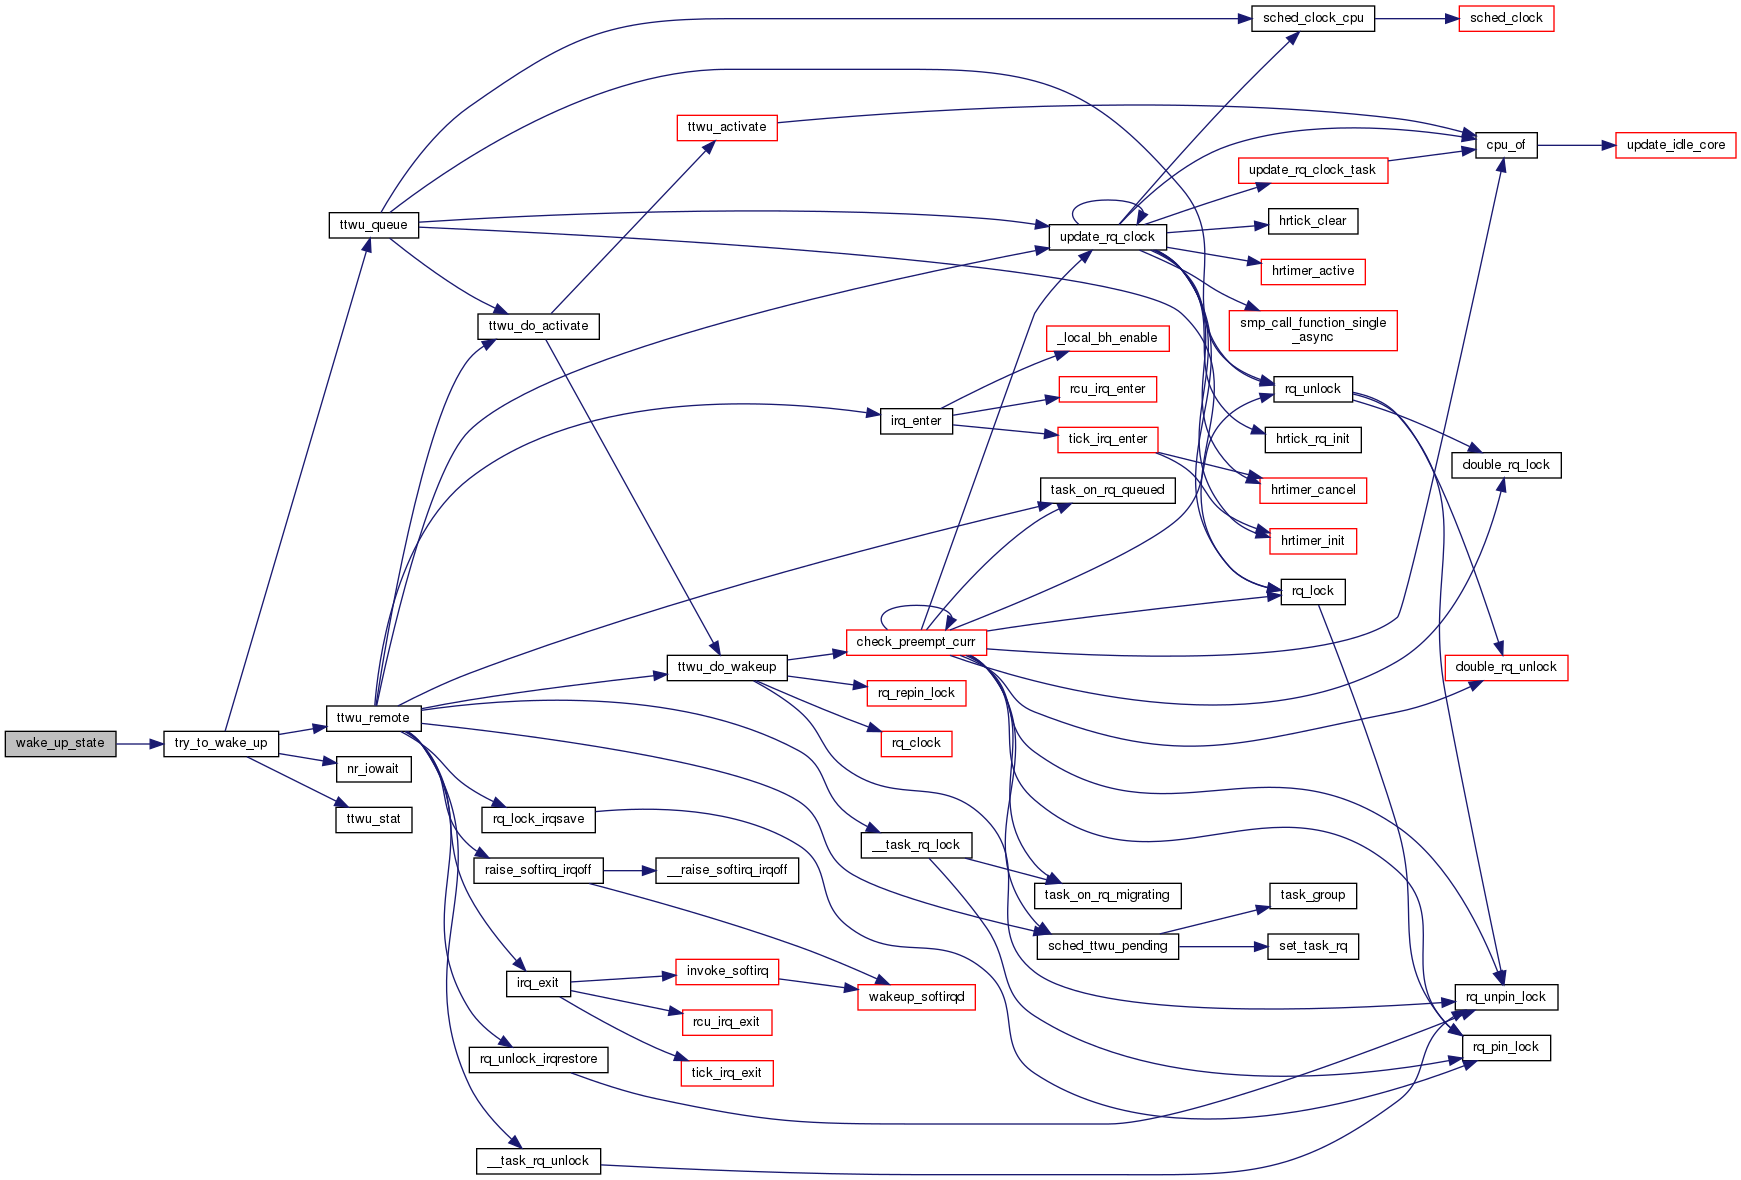 sched_clock_cpu
sched_clock
ttwu_activate
cpu_of
update_idle_core
update_rq_clock_task
ttwu_queue
hrtick_clear
update_rq_clock
hrtimer_active
ttwu_do_activate
smp_call_function_single
_async
_local_bh_enable
rcu_irq_enter
rq_unlock
irq_enter
tick_irq_enter
hrtick_rq_init
double_rq_lock
task_on_rq_queued
hrtimer_cancel
hrtimer_init
rq_lock
check_preempt_curr
ttwu_do_wakeup
double_rq_unlock
rq_repin_lock
ttwu_remote
wake_up_state
try_to_wake_up
rq_clock
nr_iowait
rq_lock_irqsave
ttwu_stat
__task_rq_lock
raise_softirq_irqoff
__raise_softirq_irqoff
task_on_rq_migrating
task_group
sched_ttwu_pending
set_task_rq
invoke_softirq
irq_exit
wakeup_softirqd
rq_unpin_lock
rcu_irq_exit
rq_pin_lock
rq_unlock_irqrestore
tick_irq_exit
__task_rq_unlock